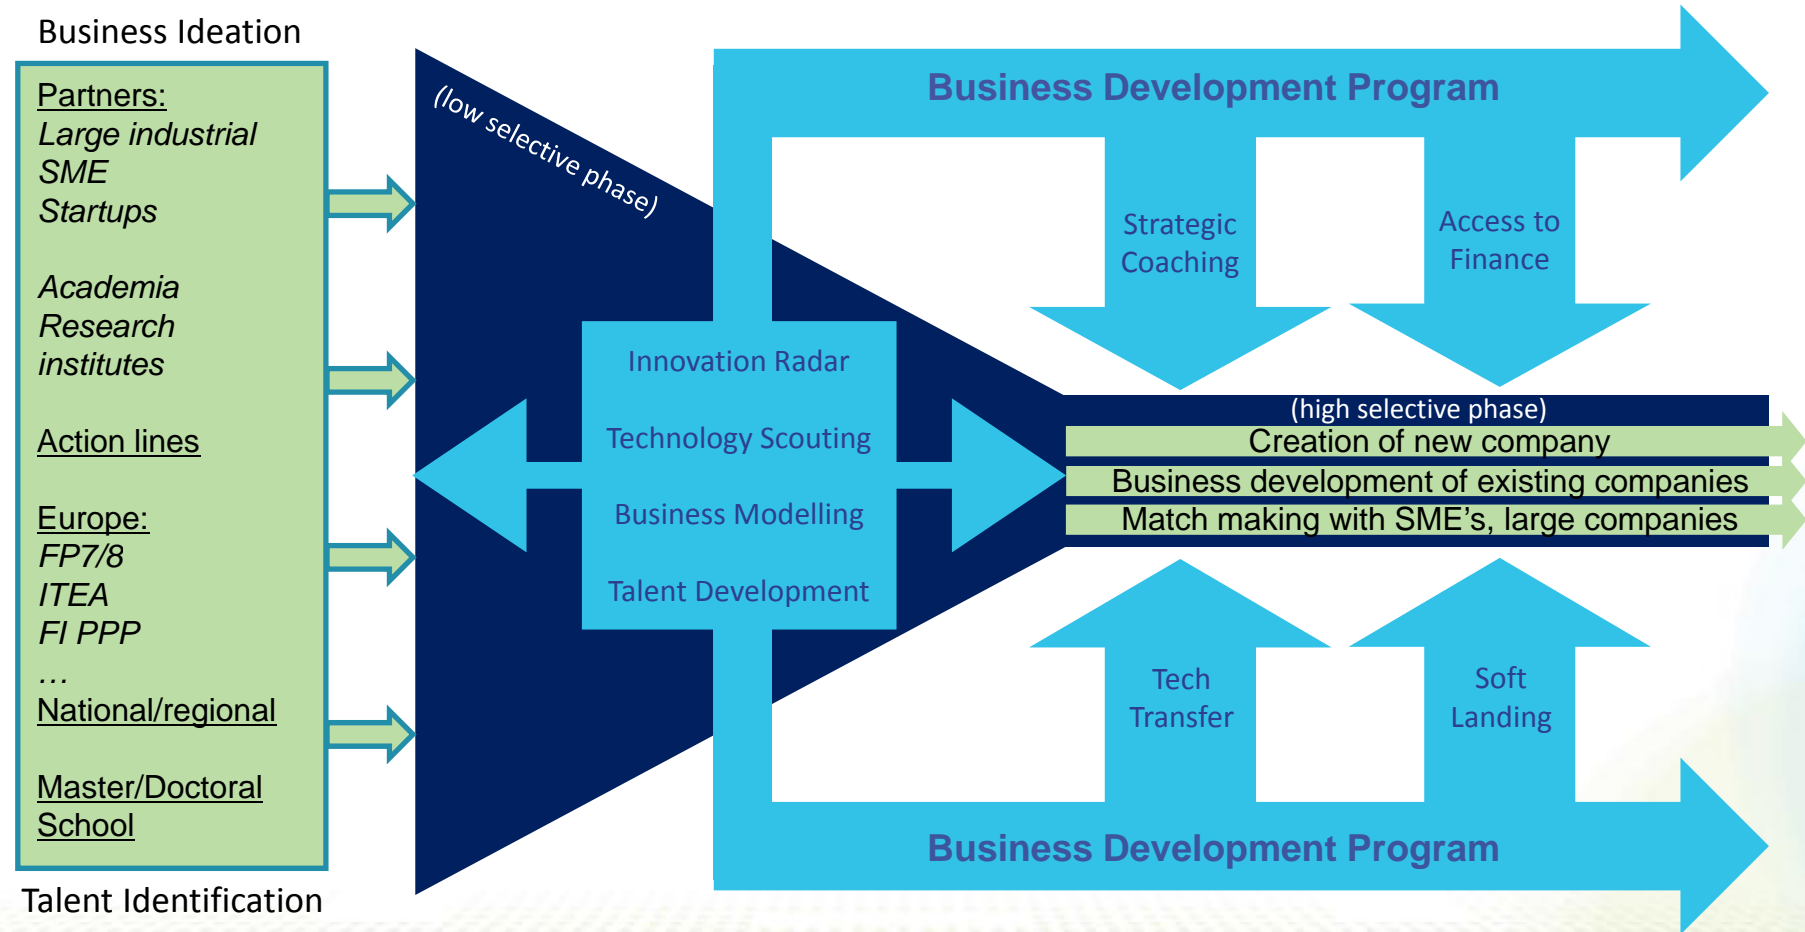 Business Ideation
Partners:
Large industrial
SME
Startups
Academia
Research
institutes
Action lines
Europe:
FP7/8
ITEA
FI PPP
…
National/regional
Master/Doctoral
School
Talent Identification
(low selective phase)
Innovation Radar
Technology Scouting
Business Modelling
Talent Development
Business Development Program
Strategic
Coaching
Access to
Finance
(high selective phase)
Creation of new company
Business development of existing companies
Match making with SME’s, large companies
Tech
Transfer
Soft
Landing
Business Development Program